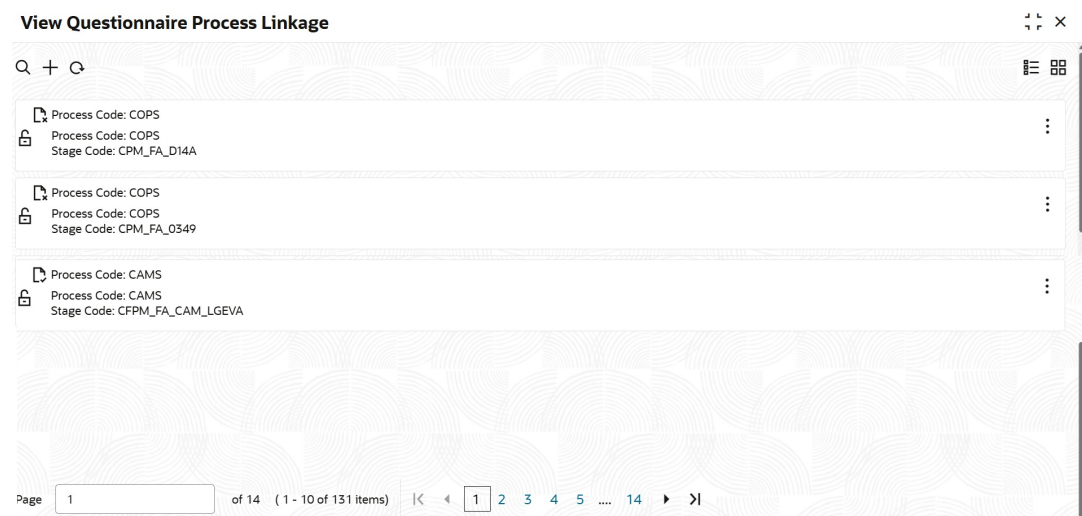 View Questionnaire Process Linkage
Process Code: COPS
Process Code: COPS
Stage Code: CPM_FA_D14A
Process Code: COPS
Process Code: COPS
Stage Code: CPM_FA_0349
Process Code: CAMS
Process Code: CAMS
Stage Code: CFPM_FA_CAM_LGEVA
Page 1 of 14 ( 1 - 10 of 131 items) 1 2 3 4 5 .... 14